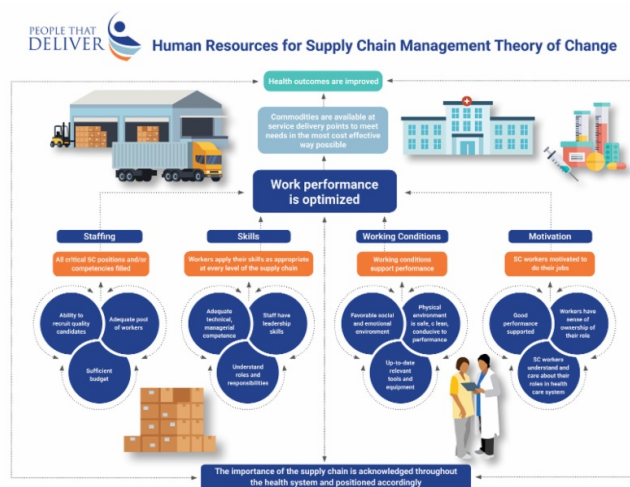 PEOPLE THAT
DELIVER
Human Resources for Supply Chain Management Theory of Change
Health outcomes are improved
Commodities are available at
service delivery points to meet
needs in the most cost effective
way possible
Work performance
is optimized
Staffing
Skills
Working Conditions
Motivation
All critical SC positions and/or
competencies filled
Workers apply their skills as appropriate
at every level of the supply chain
Working conditions
support performance
SC workers motivated to
do their jobs
Ability to
recruit quality
candidates
Adequate pool
of workers
Sufficient
budget
Adequate
technical,
managerial
competence
Staff have
leadership
skills
Understand
roles and
responsibilities
Favorable social
and emotional
environment
Physical
environment
is safe, c lean,
conducive to
performance
Up-to-date
relevant
tools and
equipment
Good
performance
supported
Workers have
sense of
ownership of
their role
SC workers
understand and
care about their
roles in health
care system
The importance of the supply chain is acknowledged throughout
the health system and positioned accordingly